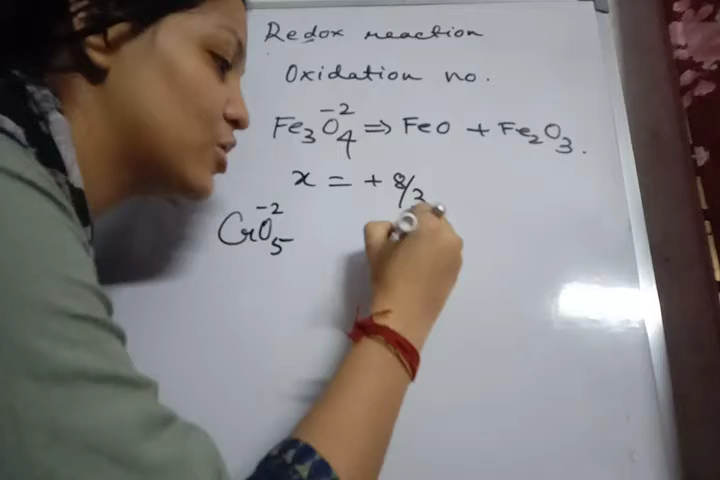 Redox reaction
Oxidation no.
Fe₃O₄⁻² ⇒ FeO + Fe₂O₃.
x = + 8/3
CrO₅⁻²